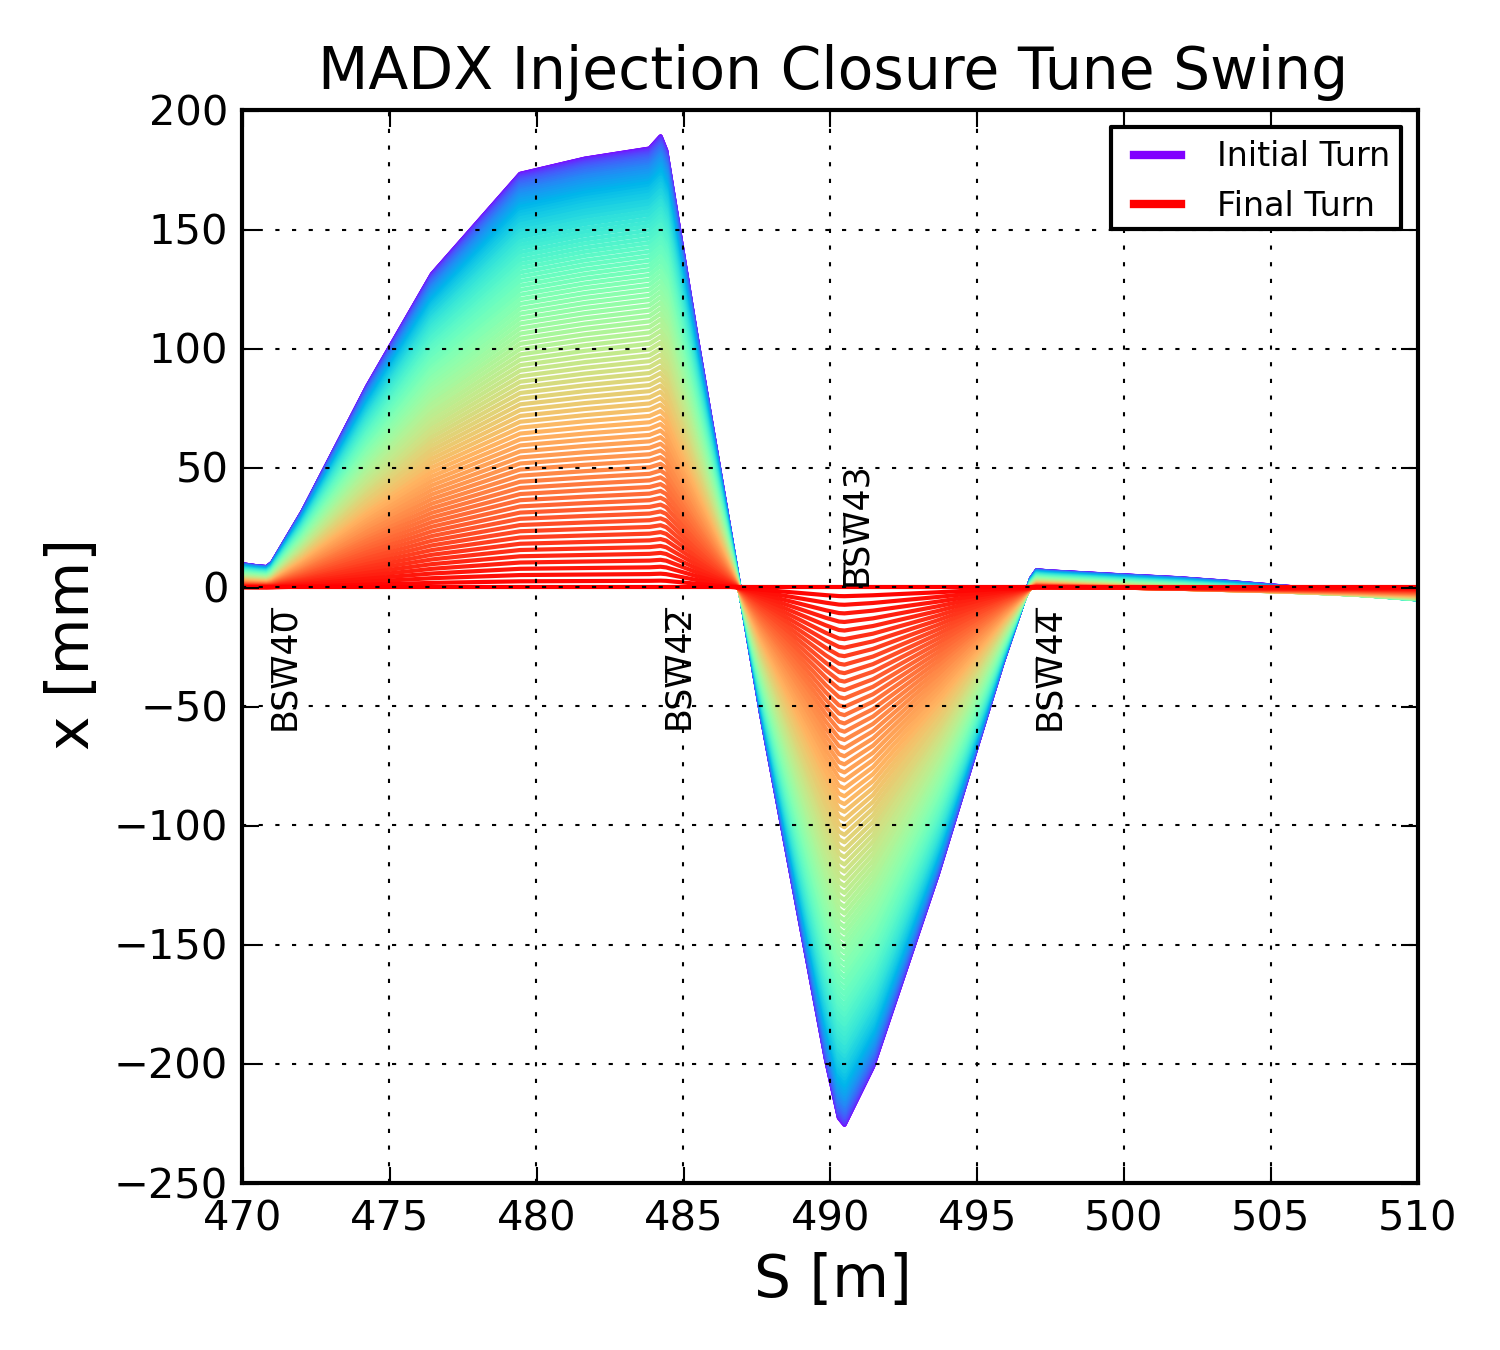 MADX Injection Closure Tune Swing
200
150
100
50
0
−50
−100
−150
−200
−250
x [mm]
Initial Turn
Final Turn
BSW40
BSW42
BSW43
BSW44
470 475 480 485 490 495 500 505 510
S [m]